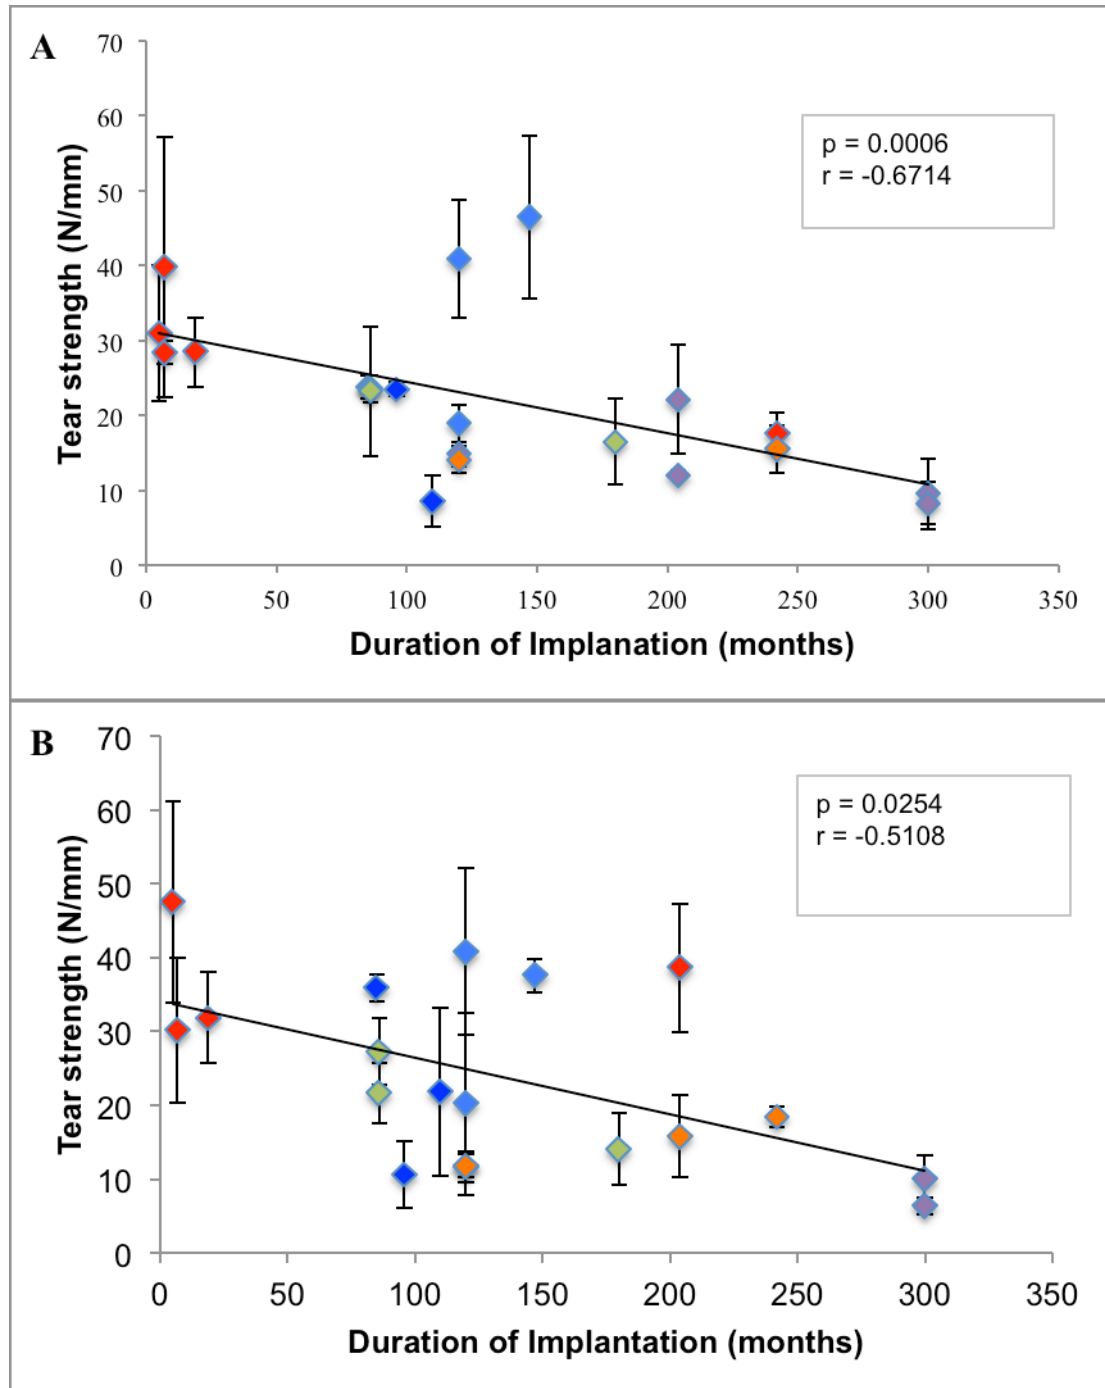 A
70
60
50
40
30
20
10
0
Tear strength (N/mm)
p = 0.0006
r = -0.6714
0 50 100 150 200 250 300 350
Duration of Implanation (months)
B
70
60
50
40
30
20
10
0
Tear strength (N/mm)
p = 0.0254
r = -0.5108
0 50 100 150 200 250 300 350
Duration of Implantation (months)